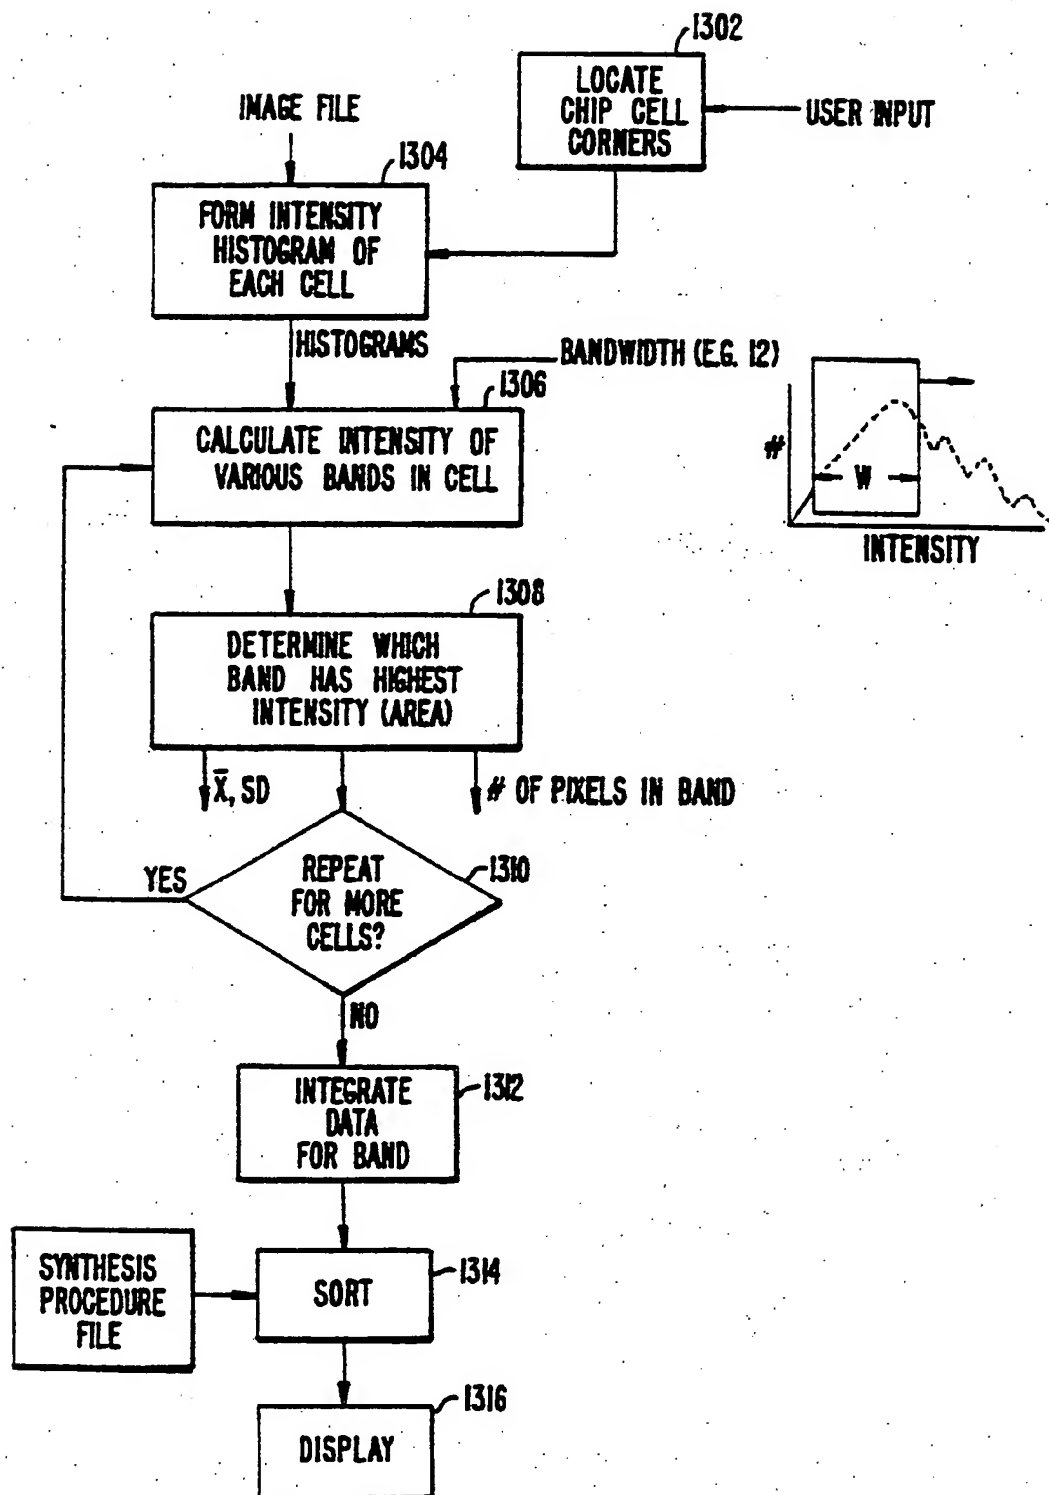 1302
LOCATE
CHIP CELL
CORNERS
USER INPUT
IMAGE FILE
1304
FORM INTENSITY
HISTOGRAM OF
EACH CELL
HISTOGRAMS
BANDWIDTH (E.G. 12)
1306
CALCULATE INTENSITY OF
VARIOUS BANDS IN CELL
#
W
INTENSITY
1308
DETERMINE WHICH
BAND HAS HIGHEST
INTENSITY (AREA)
X̄, SD
# OF PIXELS IN BAND
YES
REPEAT
FOR MORE
CELLS?
1310
NO
INTEGRATE
DATA
FOR BAND
1312
SYNTHESIS
PROCEDURE
FILE
SORT
1314
1316
DISPLAY